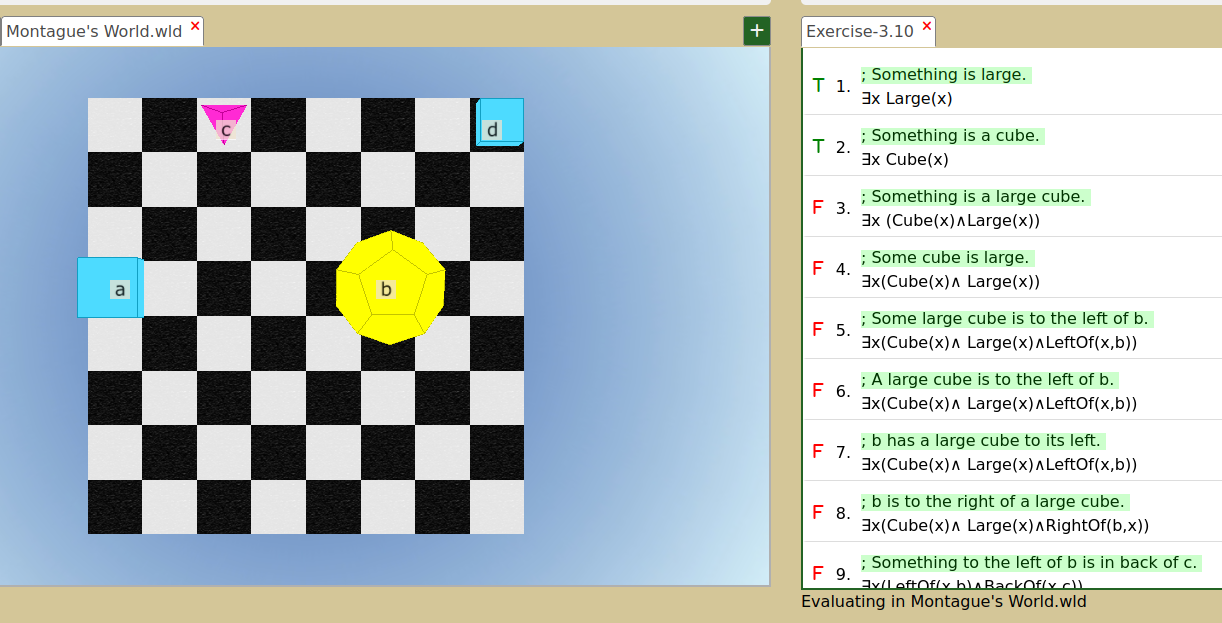 Montague's World.wld ×
+
Exercise-3.10 ×
c
d
a
b
T 1. ; Something is large.
∃x Large(x)
T 2. ; Something is a cube.
∃x Cube(x)
F 3. ; Something is a large cube.
∃x (Cube(x)∧Large(x))
F 4. ; Some cube is large.
∃x(Cube(x)∧ Large(x))
F 5. ; Some large cube is to the left of b.
∃x(Cube(x)∧ Large(x)∧LeftOf(x,b))
F 6. ; A large cube is to the left of b.
∃x(Cube(x)∧ Large(x)∧LeftOf(x,b))
F 7. ; b has a large cube to its left.
∃x(Cube(x)∧ Large(x)∧LeftOf(x,b))
F 8. ; b is to the right of a large cube.
∃x(Cube(x)∧ Large(x)∧RightOf(b,x))
F 9. ; Something to the left of b is in back of c.
∃x(LeftOf(x,b)∧BackOf(x,c))
Evaluating in Montague's World.wld